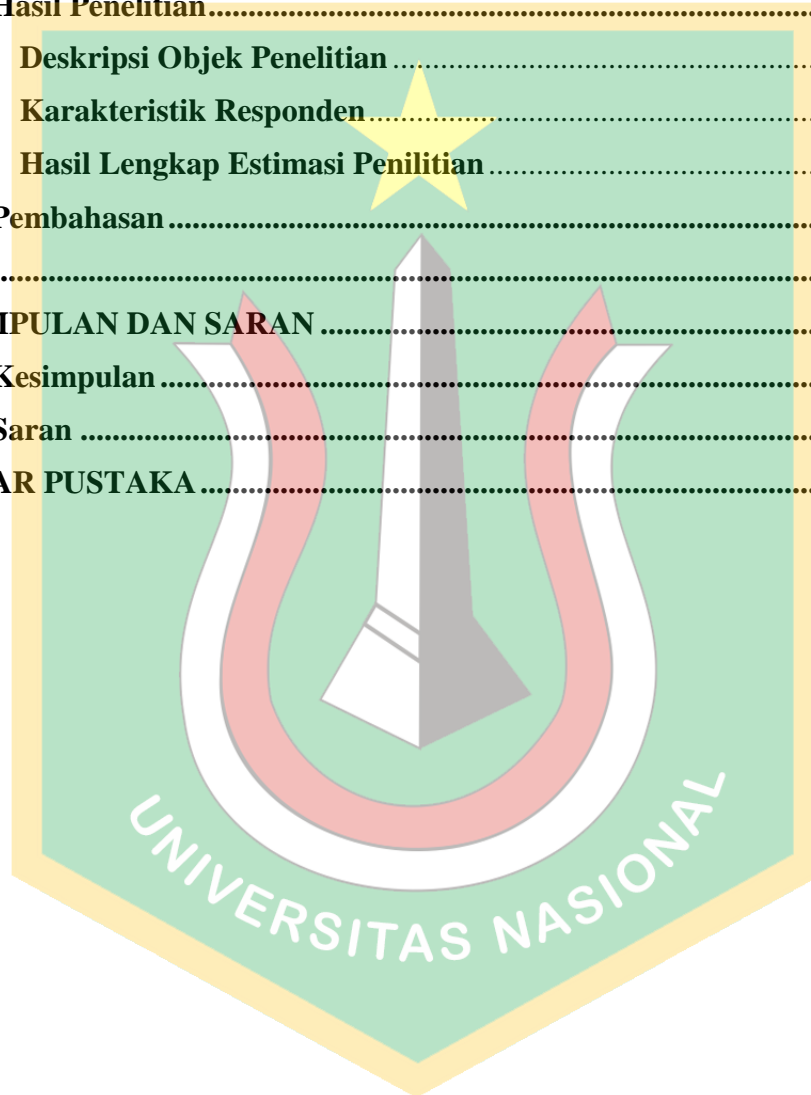 Hasil Penelitian
Deskripsi Objek Penelitian
Karakteristik Responden
Hasil Lengkap Estimasi Penilitian
Pembahasan
IPULAN DAN SARAN
Kesimpulan
Saran
AR PUSTAKA
UNIVERSITAS NASIONAL